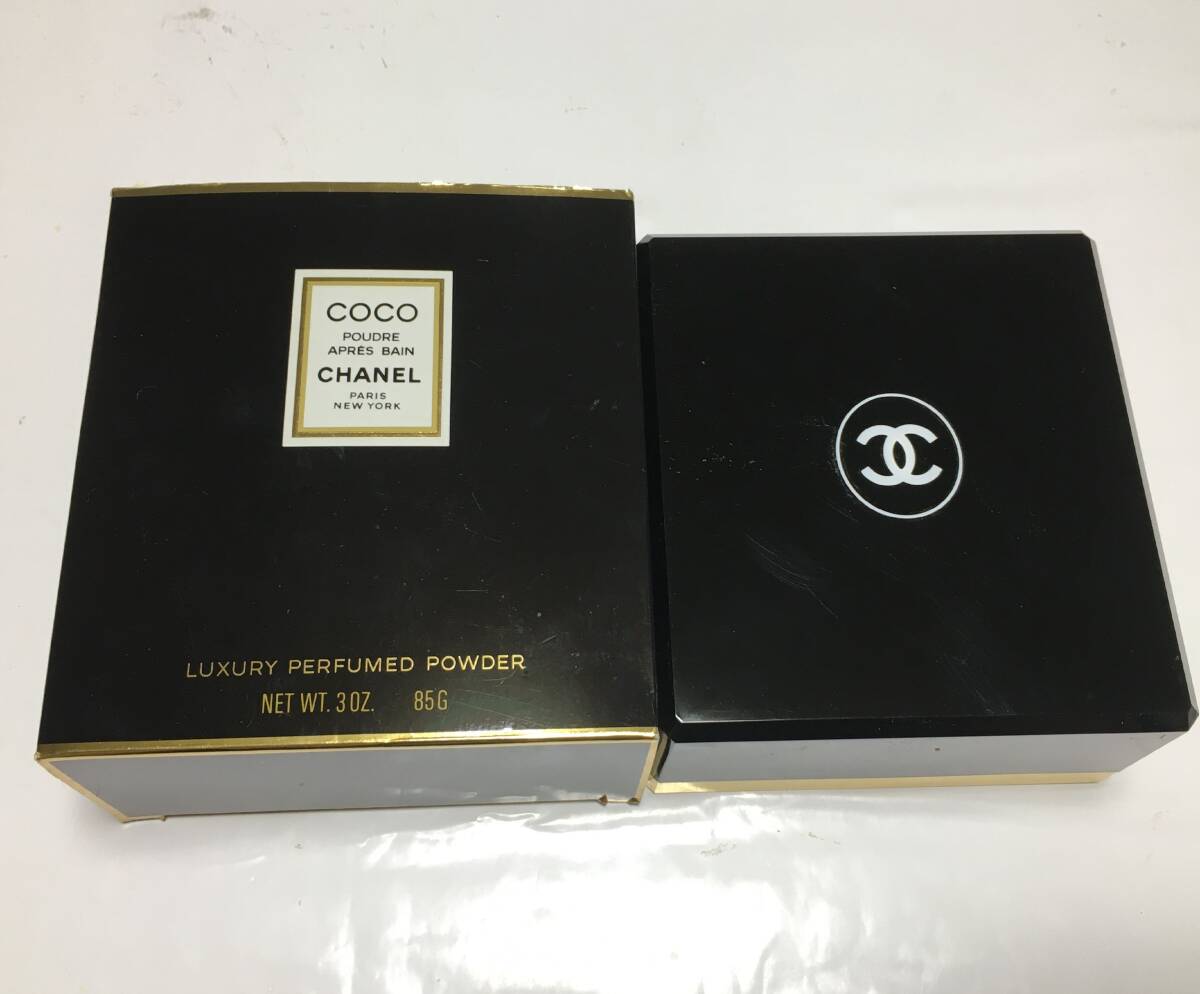 COCO
POUDRE
APRÈS BAIN
CHANEL
PARIS
NEW YORK
LUXURY PERFUMED POWDER
NET WT. 3 OZ. 85G